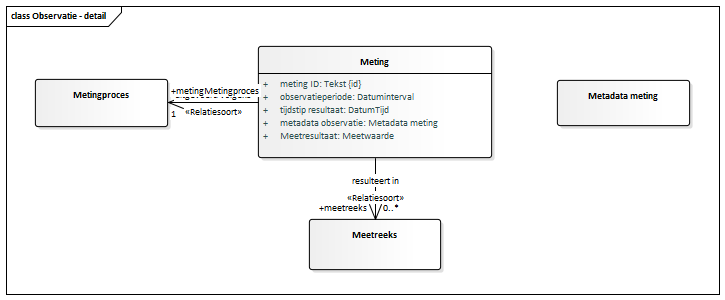 class Observatie - detail
Meting
+ meting ID: Tekst {id}
+ observatieperiode: Datuminterval
+ tijdstip resultaat: DatumTijd
+ metadata observatie: Metadata meting
+ Meetresultaat: Meetwaarde
Metingproces
+metingMetingproces
1 «Relatiesoort»
Metadata meting
resulteert in
«Relatiesoort»
+meetreeks 0..*
Meetreeks